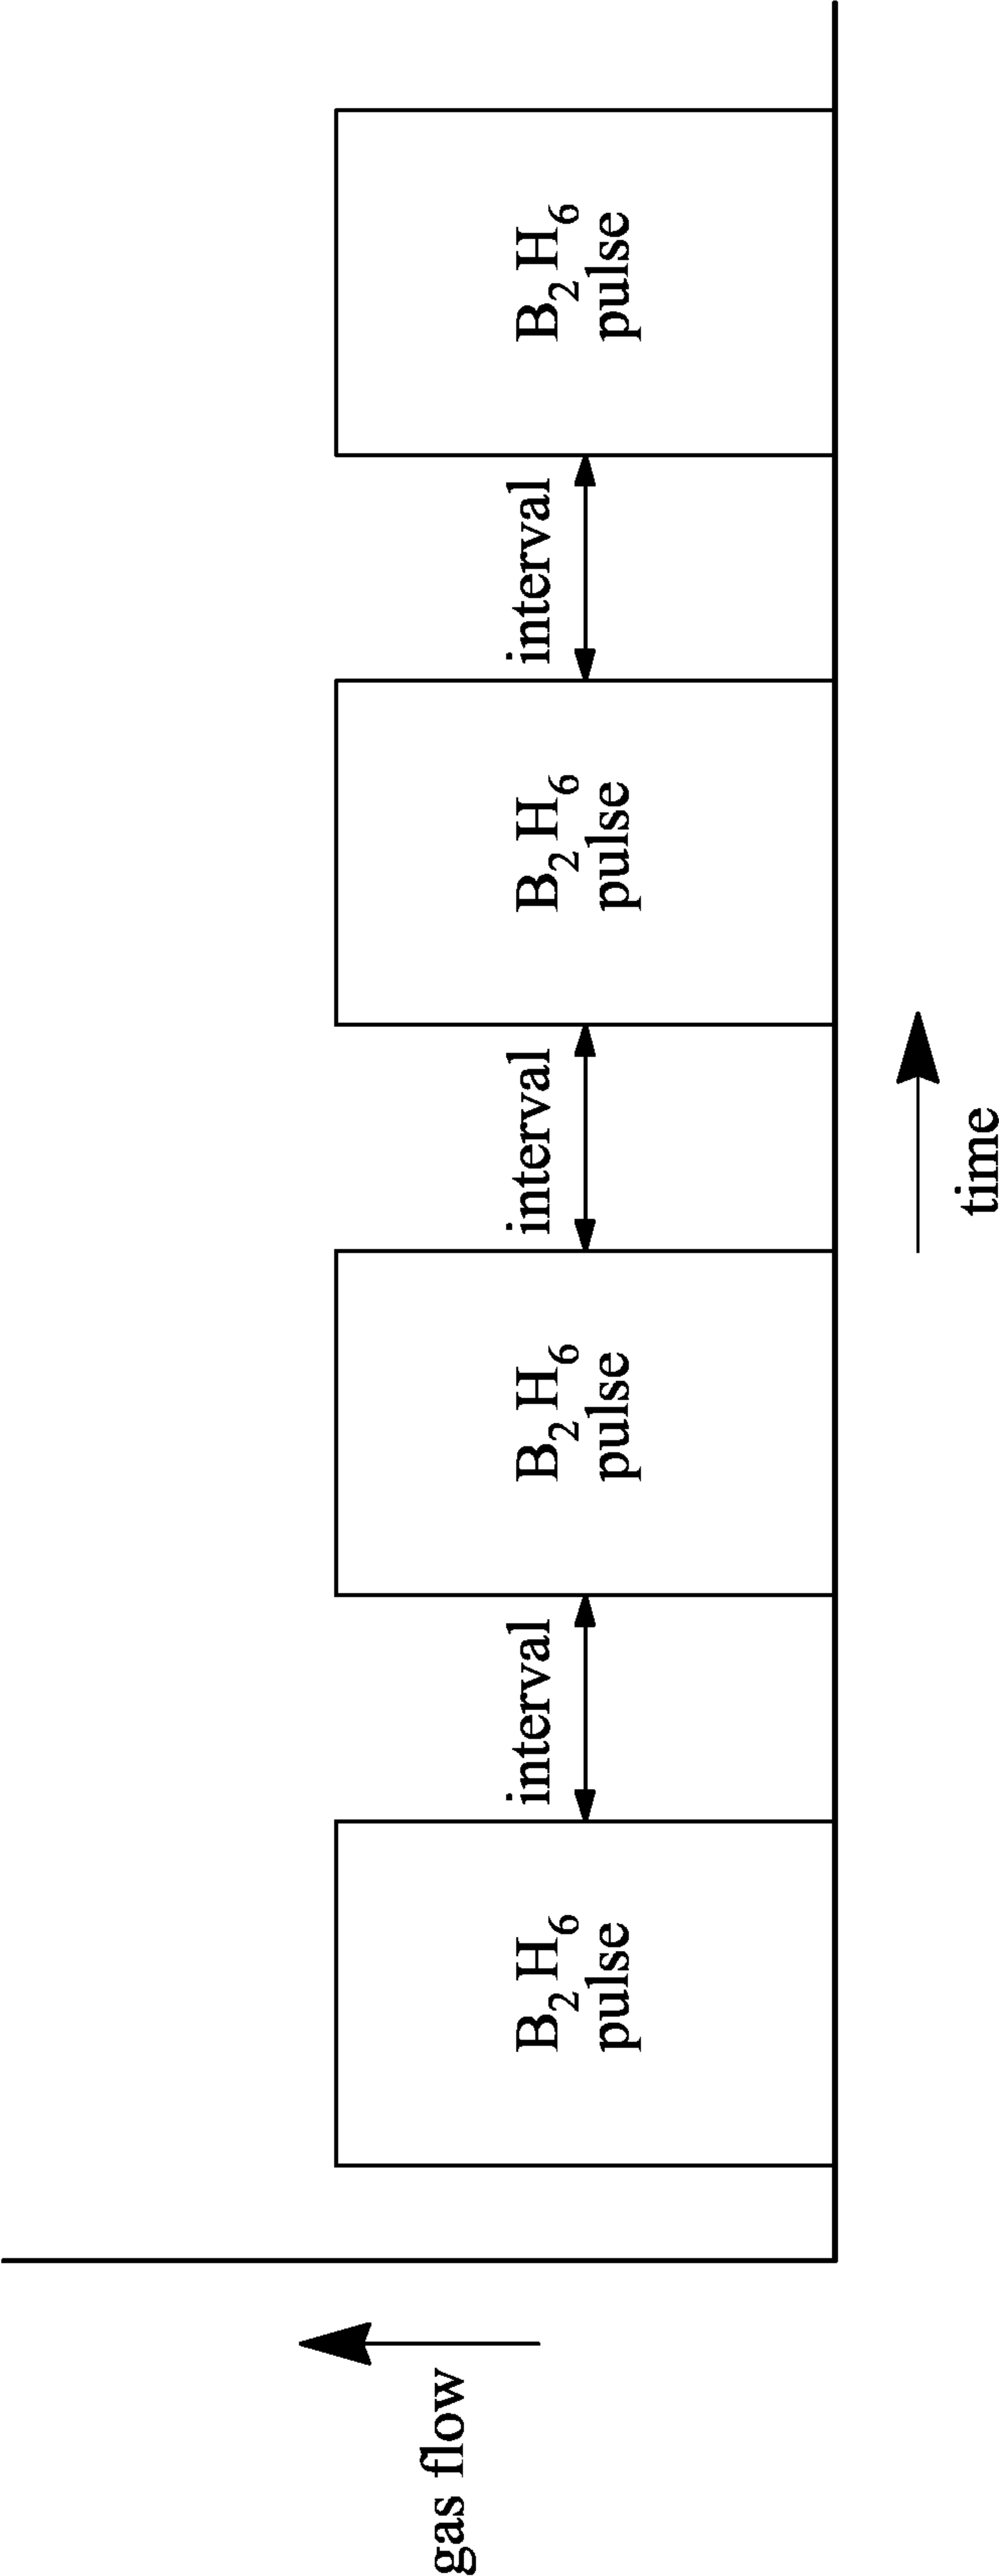 gas flow
B2H6
pulse
interval
B2H6
pulse
interval
B2H6
pulse
interval
B2H6
pulse
time